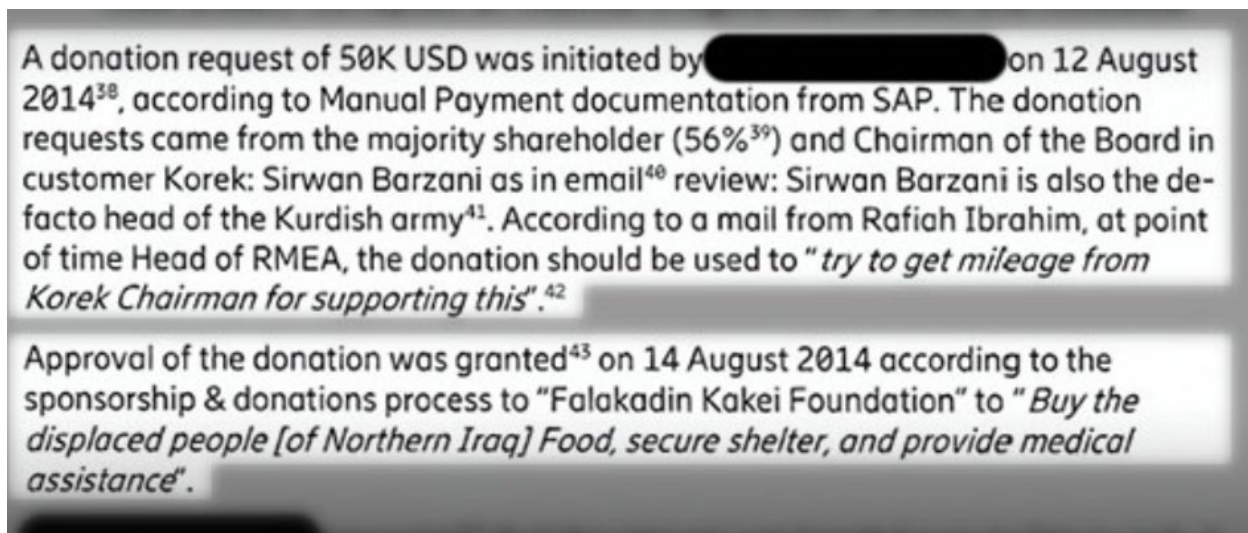 A donation request of 50K USD was initiated by on 12 August
2014³⁸, according to Manual Payment documentation from SAP. The donation
requests came from the majority shareholder (56%³⁹) and Chairman of the Board in
customer Korek: Sirwan Barzani as in email⁴⁰ review: Sirwan Barzani is also the de-
facto head of the Kurdish army⁴¹. According to a mail from Rafiah Ibrahim, at point
of time Head of RMEA, the donation should be used to “try to get mileage from
Korek Chairman for supporting this”.⁴²
Approval of the donation was granted⁴³ on 14 August 2014 according to the
sponsorship & donations process to “Falakadin Kakei Foundation” to “Buy the
displaced people [of Northern Iraq] Food, secure shelter, and provide medical
assistance”.